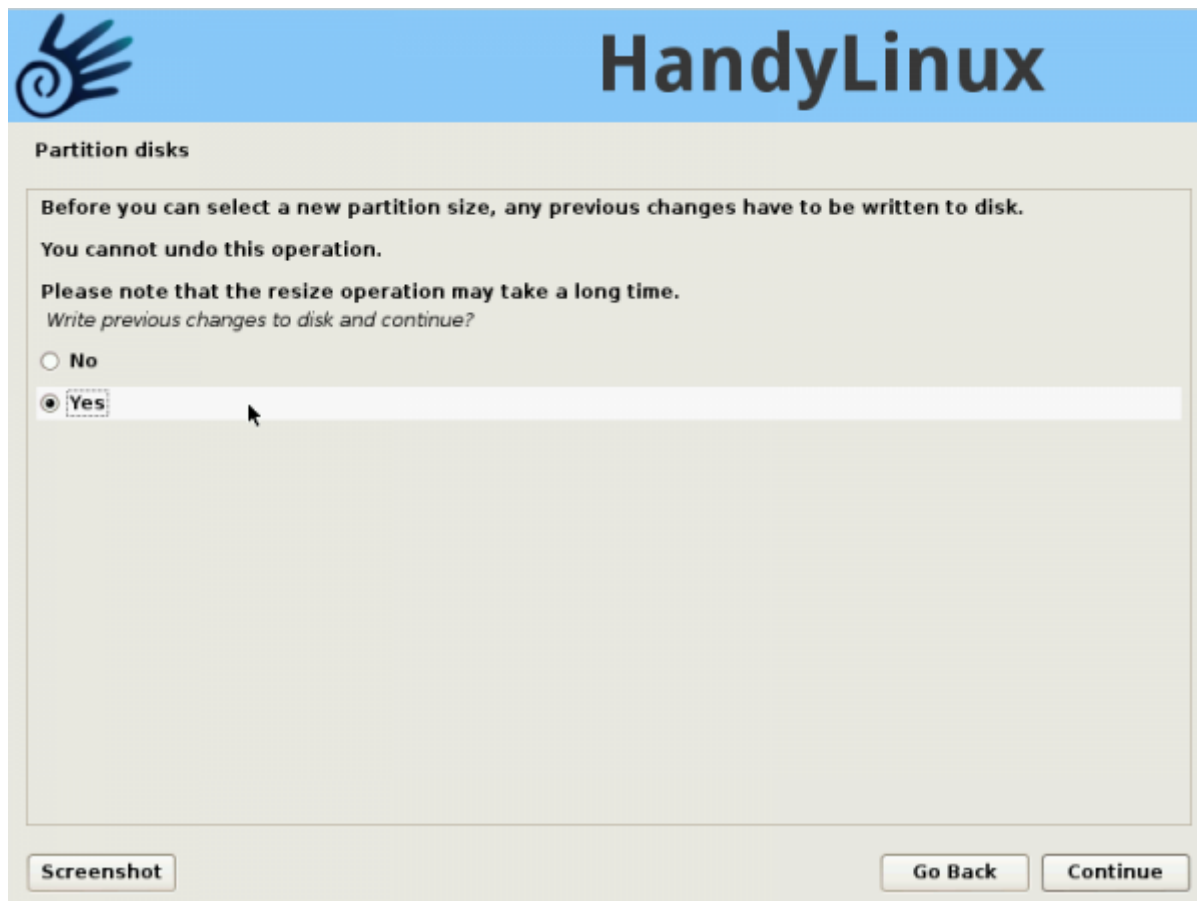 HandyLinux
Partition disks
Before you can select a new partition size, any previous changes have to be written to disk.
You cannot undo this operation.
Please note that the resize operation may take a long time.
Write previous changes to disk and continue?
No
Yes
Screenshot
Go Back
Continue